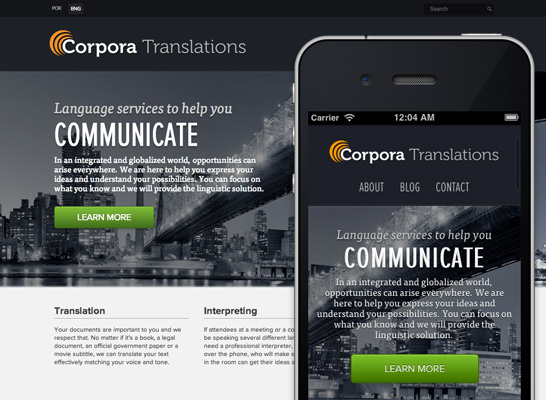 POR ENG Search
Corpora Translations
Language services to help you
COMMUNICATE
In an integrated and globalized world, opportunities can
arise everywhere. We are here to help you express your
ideas and understand your possibilities. You can focus on
what you know and we will provide the linguistic solution.
LEARN MORE
Translation
Your documents are important to you and we
respect that. No matter if it's a book, a legal
document, an official government paper or a
movie subtitle, we can translate your text
effectively matching your voice and tone.
Interpreting
If attendees at a meeting or a co
be speaking several different la
need a professional interpreter,
over the phone, who will make s
in the room can get their ideas a
Carrier 12:04 AM
Corpora Translations
ABOUT BLOG CONTACT
Language services to help you
COMMUNICATE
In an integrated and globalized world,
opportunities can arise everywhere. We are
here to help you express your ideas and
understand your possibilities. You can focus
on what you know and we will provide the
linguistic solution.
LEARN MORE